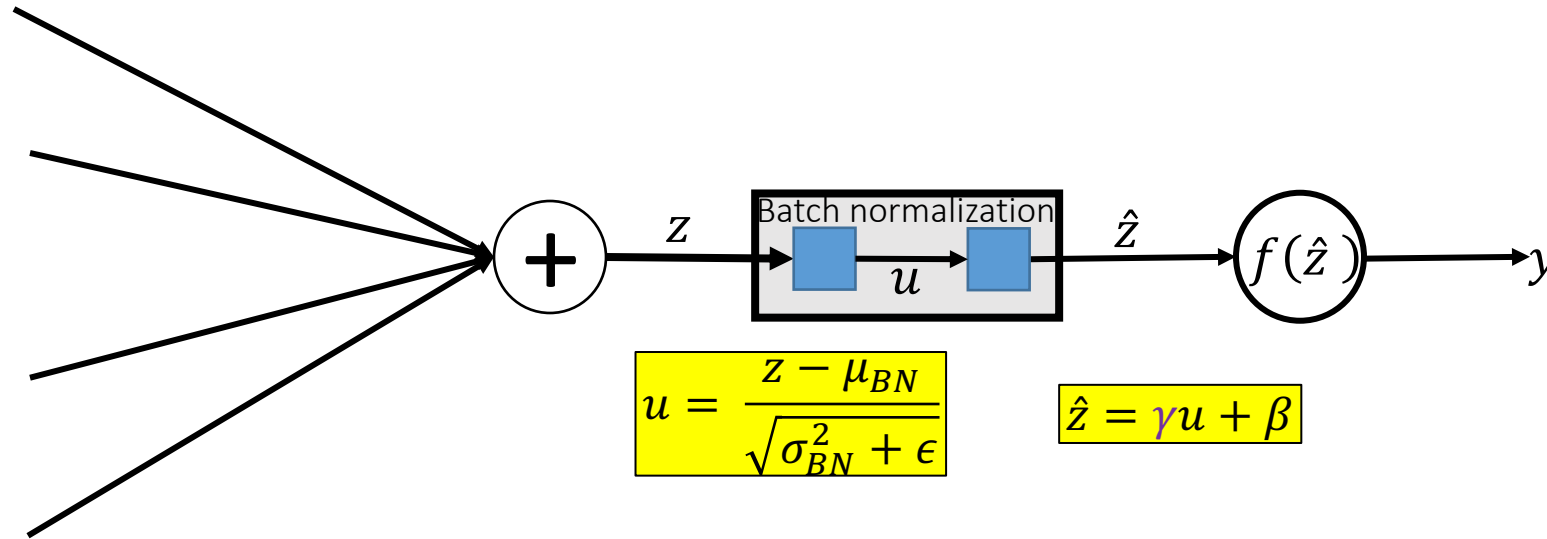 Batch normalization
+
z
u
ẑ
f(ẑ)
y
u = (z − μ_BN) / √(σ²_BN + ϵ)
ẑ = γu + β